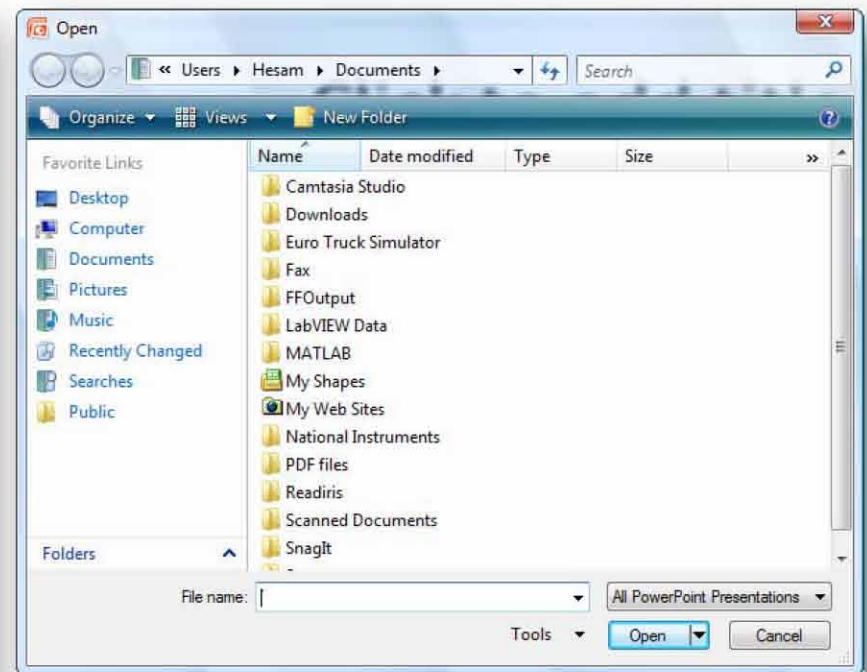 Open
« Users Hesam Documents Search
Organize Views New Folder
Favorite Links
Desktop
Computer
Documents
Pictures
Music
Recently Changed
Searches
Public
Folders
Name Date modified Type Size »
Camtasia Studio
Downloads
Euro Truck Simulator
Fax
FFOutput
LabVIEW Data
MATLAB
My Shapes
My Web Sites
National Instruments
PDF files
Readiris
Scanned Documents
SnagIt
File name: All PowerPoint Presentations
Tools Open Cancel